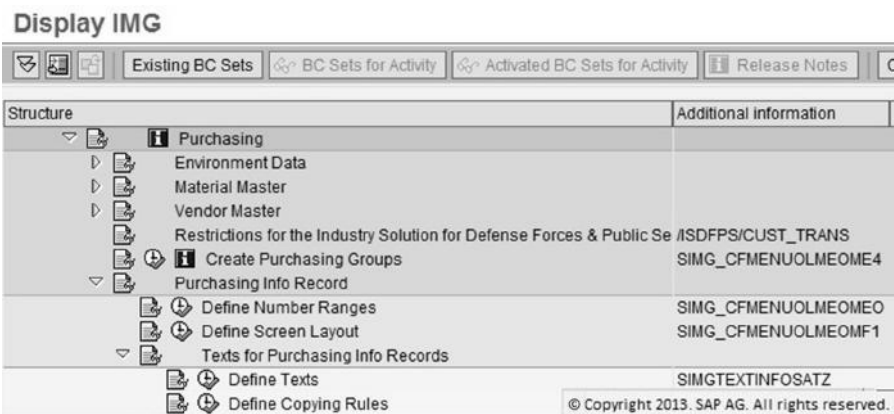 Display IMG
Existing BC Sets BC Sets for Activity Activated BC Sets for Activity Release Notes
Structure Additional information
Purchasing
Environment Data
Material Master
Vendor Master
Restrictions for the Industry Solution for Defense Forces & Public Se /ISDFPS/CUST_TRANS
Create Purchasing Groups SIMG_CFMENUOLMEOME4
Purchasing Info Record
Define Number Ranges SIMG_CFMENUOLMEOMEO
Define Screen Layout SIMG_CFMENUOLMEOMF1
Texts for Purchasing Info Records
Define Texts SIMGTEXTINFOSATZ
Define Copying Rules © Copyright 2013. SAP AG. All rights reserved.